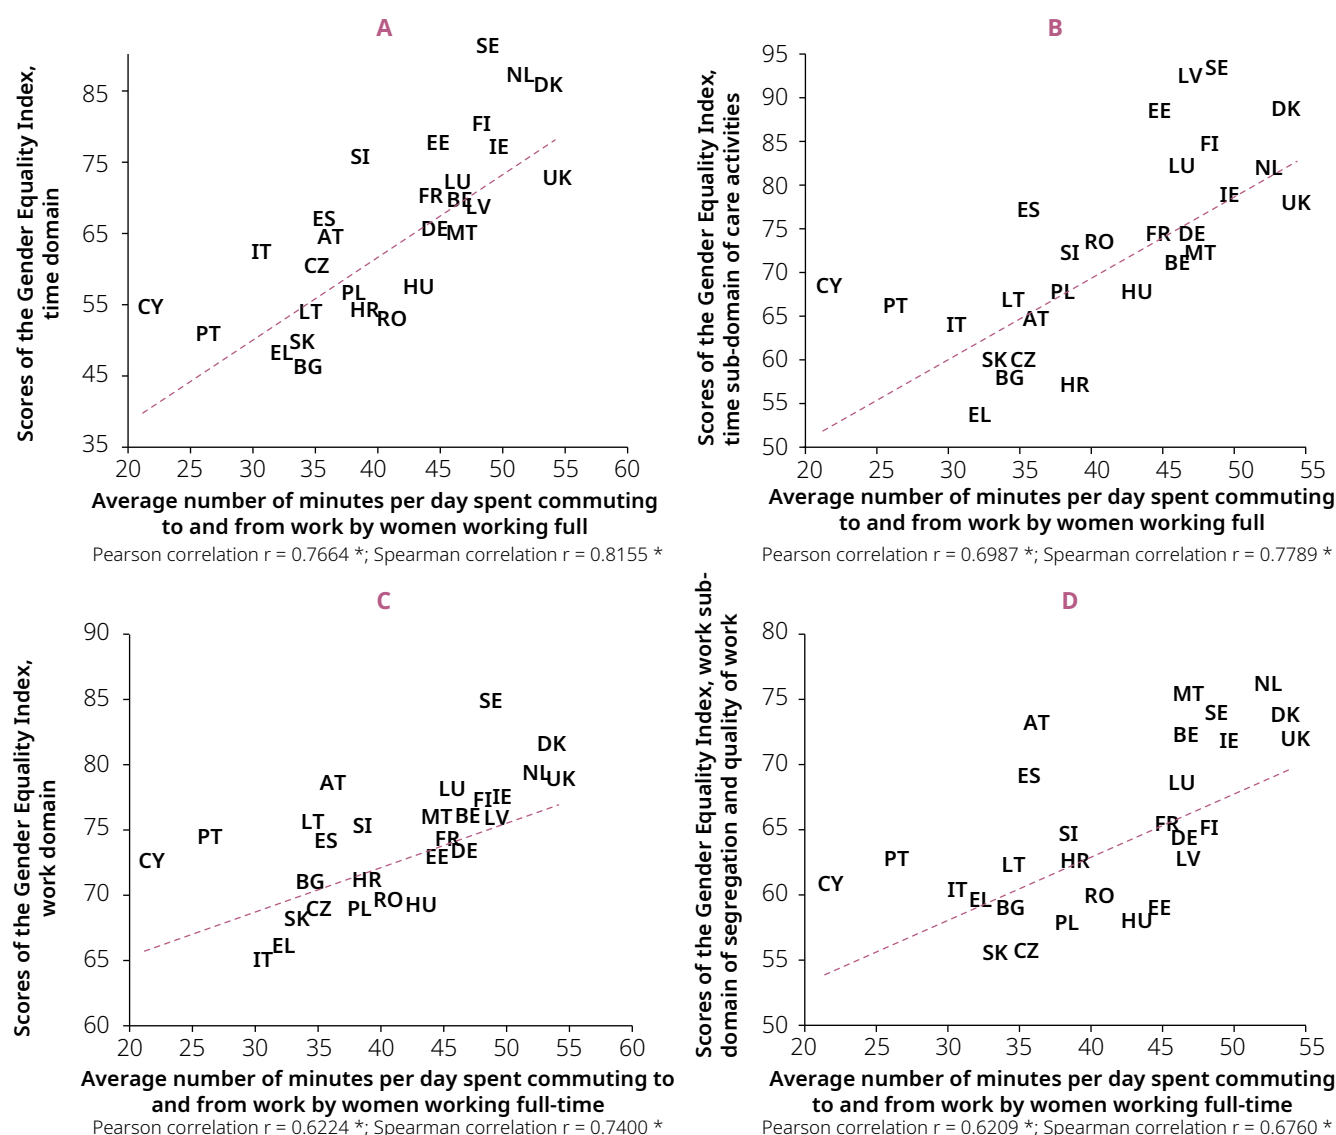 A
Scores of the Gender Equality Index,
time domain
85
75
65
55
45
35
SE
NL
DK
FI
EE
IE
SI
UK
LU
FR
BE
LV
ES
DE
MT
AT
IT
CZ
HU
PL
CY
LT
HR
RO
PT
SK
EL
BG
20 25 30 35 40 45 50 55 60
Average number of minutes per day spent commuting
to and from work by women working full
Pearson correlation r = 0.7664 *; Spearman correlation r = 0.8155 *
B
Scores of the Gender Equality Index,
time sub-domain of care activities
95
90
85
80
75
70
65
60
55
50
SE
LV
EE
DK
FI
LU
NL
IE
UK
ES
FR
DE
RO
SI
MT
BE
CY
PL
HU
LT
PT
AT
IT
SK
CZ
BG
HR
EL
20 25 30 35 40 45 50 55
Average number of minutes per day spent commuting
to and from work by women working full
Pearson correlation r = 0.6987 *; Spearman correlation r = 0.7789 *
C
Scores of the Gender Equality Index,
work domain
90
85
80
75
70
65
60
SE
DK
NL
UK
AT
LU
FI
IE
MT
BE
LV
LT
SI
PT
ES
FR
DE
EE
CY
BG
HR
RO
HU
CZ
PL
SK
EL
IT
20 25 30 35 40 45 50 55 60
Average number of minutes per day spent commuting to
and from work by women working full-time
Pearson correlation r = 0.6224 *; Spearman correlation r = 0.7400 *
D
Scores of the Gender Equality Index, work sub-
domain of segregation and quality of work
80
75
70
65
60
55
50
NL
MT
SE
DK
AT
BE
IE
UK
ES
LU
FR
FI
DE
SI
HR
LV
PT
LT
CY
IT
EL
RO
BG
EE
HU
PL
SK
CZ
20 25 30 35 40 45 50 55
Average number of minutes per day spent commuting
to and from work by women working full-time
Pearson correlation r = 0.6209 *; Spearman correlation r = 0.6760 *